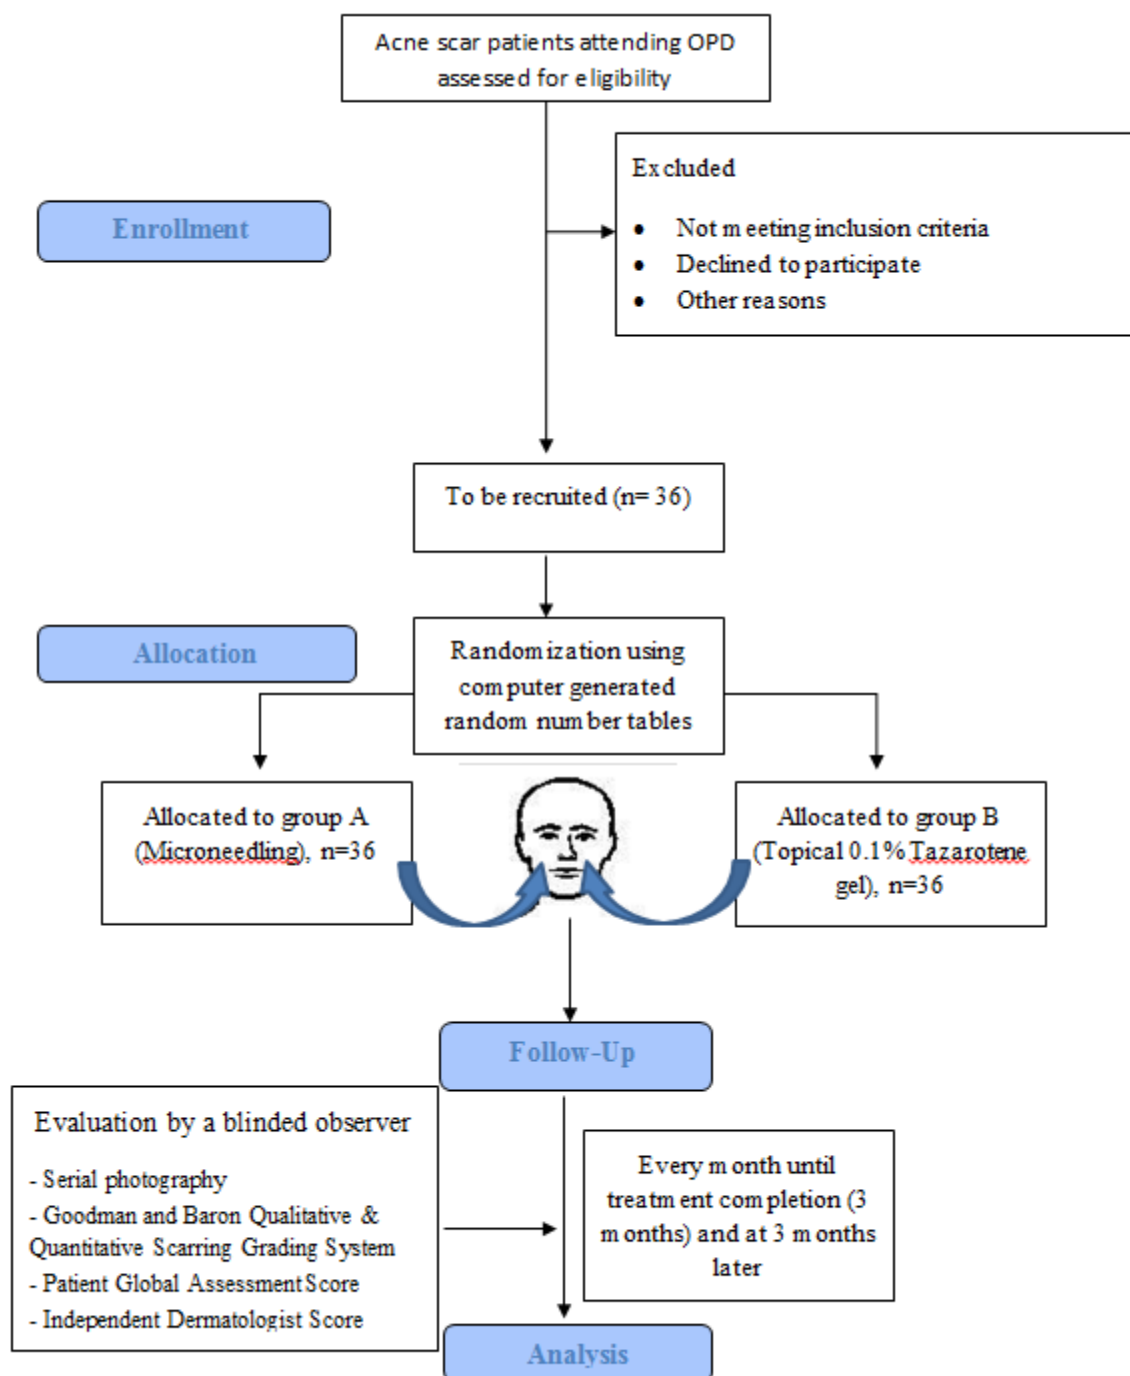 Acne scar patients attending OPD
assessed for eligibility
Excluded
• Not meeting inclusion criteria
• Declined to participate
• Other reasons
Enrollment
To be recruited (n= 36)
Allocation
Randomization using
computer generated
random number tables
Allocated to group A
(Microneedling), n=36
Allocated to group B
(Topical 0.1% Tazarotene
gel), n=36
Follow-Up
Evaluation by a blinded observer
- Serial photography
- Goodman and Baron Qualitative &
Quantitative Scarring Grading System
- Patient Global Assessment Score
- Independent Dermatologist Score
Every month until
treatment completion (3
months) and at 3 months
later
Analysis